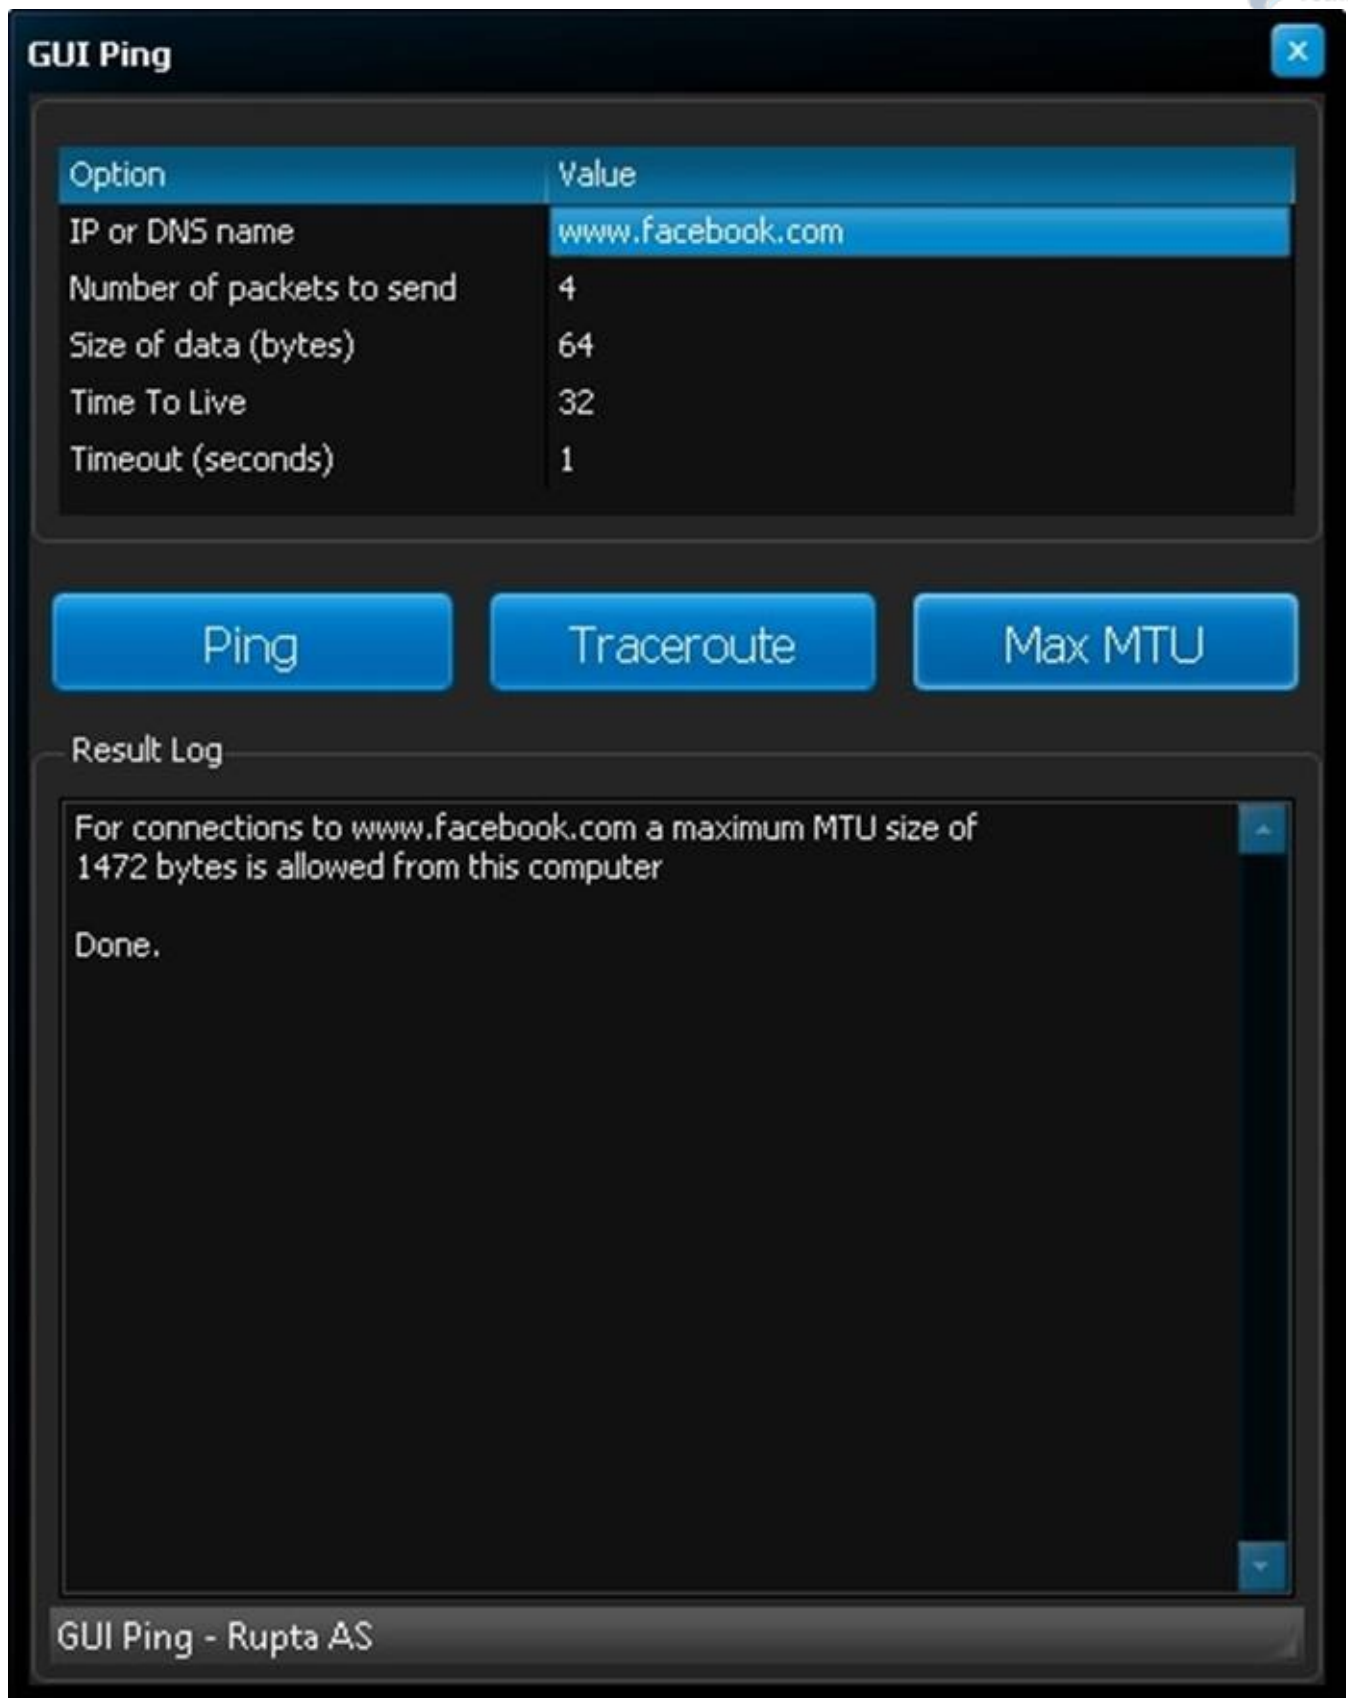 GUI Ping
Option Value
IP or DNS name www.facebook.com
Number of packets to send 4
Size of data (bytes) 64
Time To Live 32
Timeout (seconds) 1
Ping Traceroute Max MTU
Result Log
For connections to www.facebook.com a maximum MTU size of
1472 bytes is allowed from this computer
Done.
GUI Ping - Rupta AS